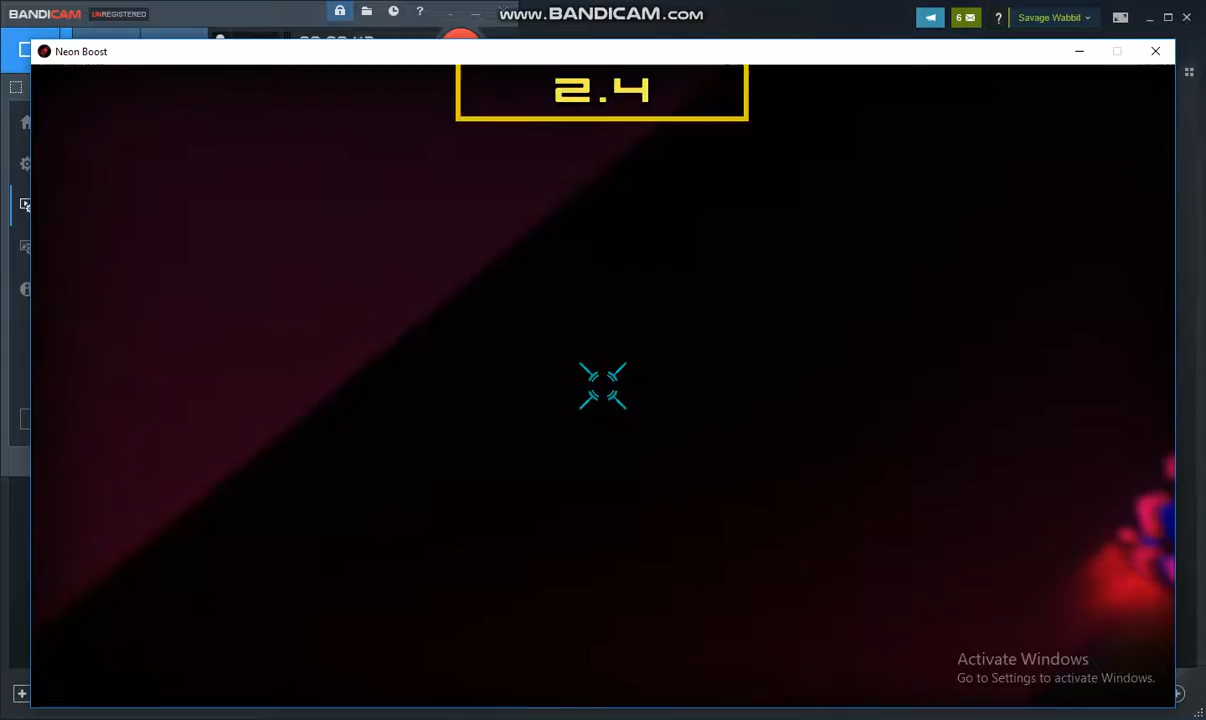 BANDICAM UNREGISTERED
www.BANDICAM.com
6
Savage Wabbit
Neon Boost
2.4
Activate Windows
Go to Settings to activate Windows.